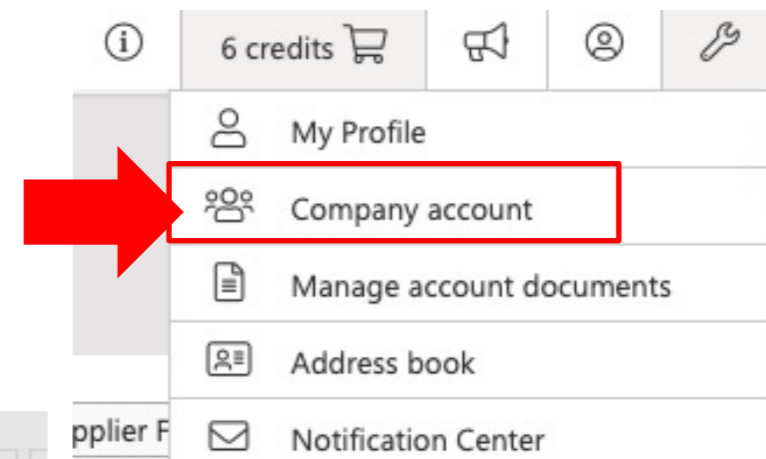 6 credits
My Profile
Company account
Manage account documents
Address book
pplier F
Notification Center